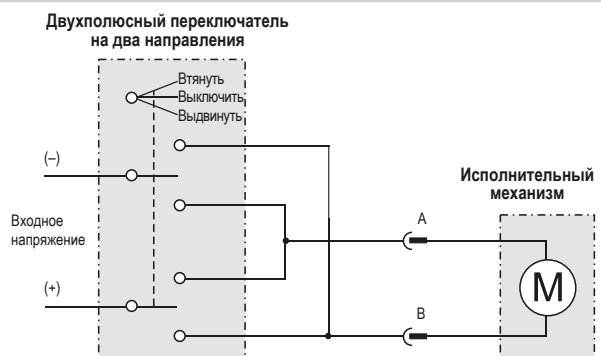 Двухполюсный переключатель
на два направления
Втянуть
Выключить
Выдвинуть
(–)
Входное
напряжение
(+)
A
B
Исполнительный
механизм
M